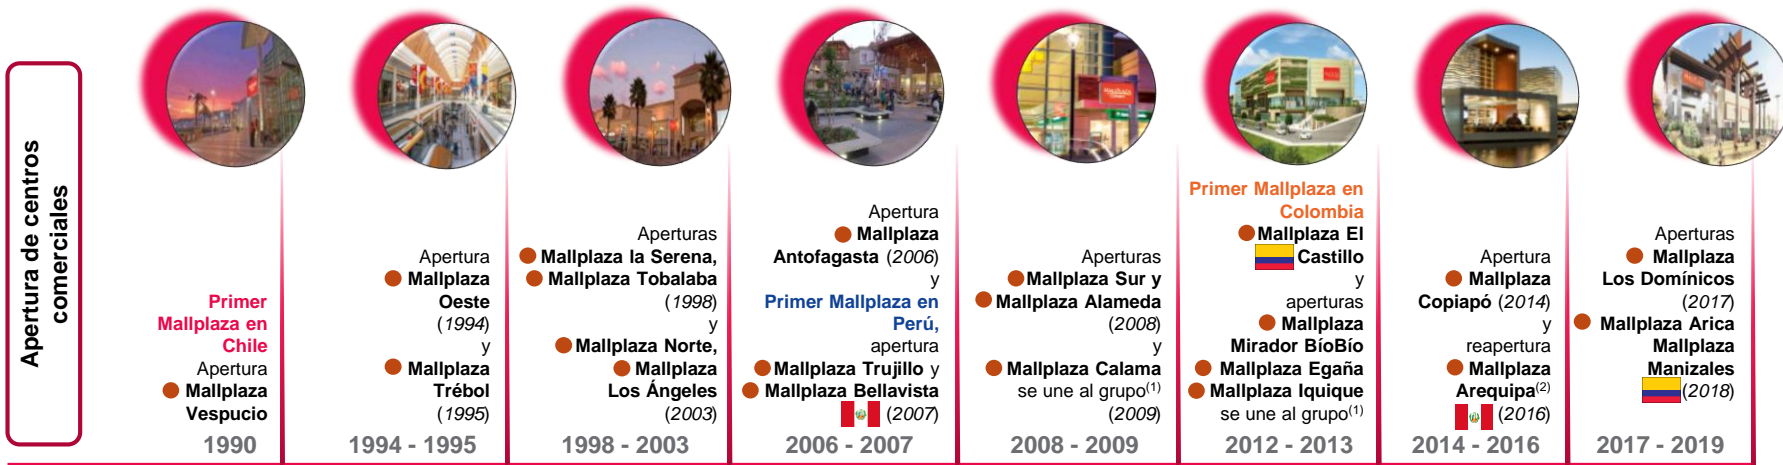 Apertura de centros
comerciales
Primer
Mallplaza en
Chile
Apertura
Mallplaza
Vespucio
1990
Apertura
Mallplaza
Oeste
(1994)
y
Mallplaza
Trébol
(1995)
1994 - 1995
Aperturas
Mallplaza la Serena,
Mallplaza Tobalaba
(1998)
y
Mallplaza Norte,
Mallplaza
Los Ángeles
(2003)
1998 - 2003
Apertura
Mallplaza
Antofagasta (2006)
y
Primer Mallplaza en
Perú,
apertura
Mallplaza Trujillo y
Mallplaza Bellavista
(2007)
2006 - 2007
Aperturas
Mallplaza Sur y
Mallplaza Alameda
(2008)
y
Mallplaza Calama
se une al grupo(1)
(2009)
2008 - 2009
Primer Mallplaza en
Colombia
Mallplaza El
Castillo
y
aperturas
Mallplaza
Mirador BíoBío
Mallplaza Egaña
Mallplaza Iquique
se une al grupo(1)
2012 - 2013
Apertura
Mallplaza
Copiapó (2014)
y
reapertura
Mallplaza
Arequipa(2)
(2016)
2014 - 2016
Aperturas
Mallplaza
Los Domínicos
(2017)
Mallplaza Arica
Mallplaza
Manizales
(2018)
2017 - 2019